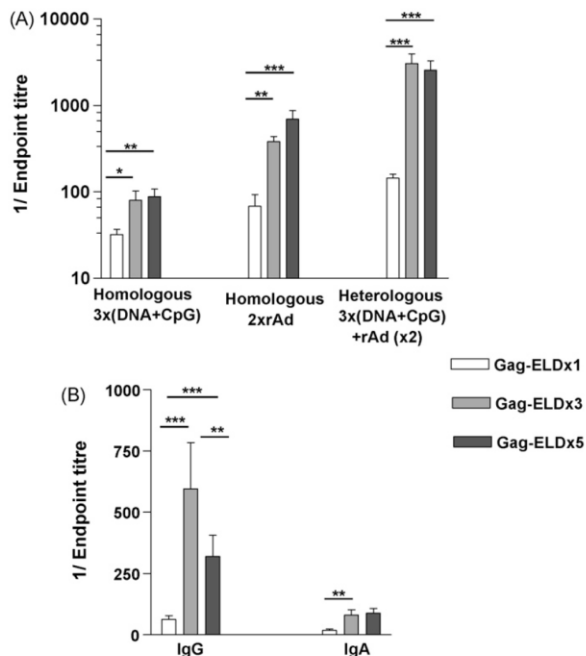 (A)
10000
1000
100
10
1/ Endpoint titre
*
**
**
***
***
***
Homologous
3x(DNA+CpG)
Homologous
2xrAd
Heterologous
3x(DNA+CpG)
+rAd (x2)
Gag-ELDx1
Gag-ELDx3
Gag-ELDx5
(B)
1000
750
500
250
0
1/ Endpoint titre
***
***
**
**
IgG
IgA